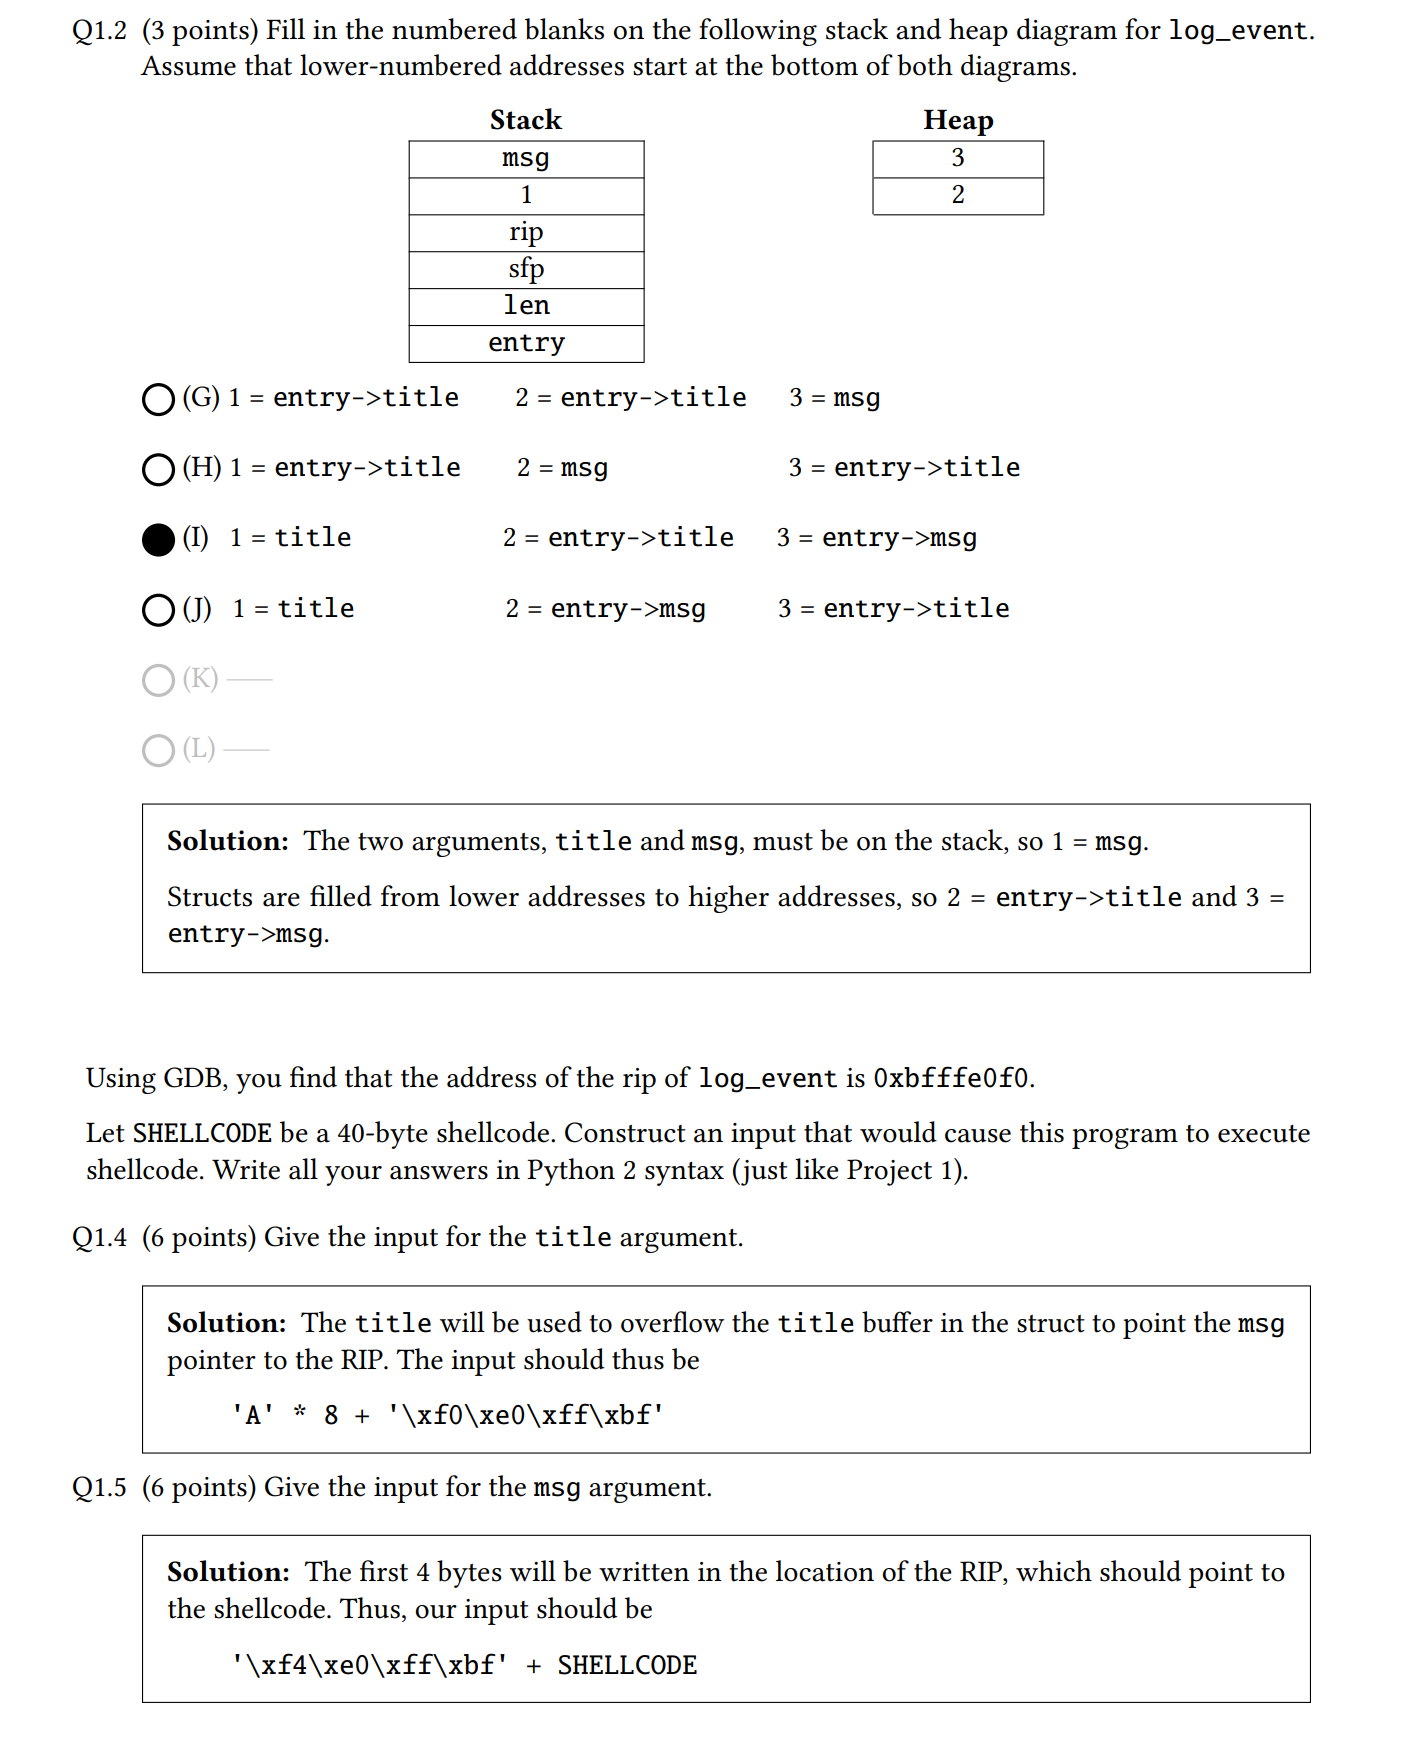 Q1.2 (3 points) Fill in the numbered blanks on the following stack and heap diagram for log_event.
Assume that lower-numbered addresses start at the bottom of both diagrams.
Stack
Heap
msg
3
1
2
rip
sfp
len
entry
(G) 1 = entry->title 2 = entry->title 3 = msg
(H) 1 = entry->title 2 = msg 3 = entry->title
(I) 1 = title 2 = entry->title 3 = entry->msg
(J) 1 = title 2 = entry->msg 3 = entry->title
(K) ——
(L) ——
Solution: The two arguments, title and msg, must be on the stack, so 1 = msg.
Structs are filled from lower addresses to higher addresses, so 2 = entry->title and 3 =
entry->msg.
Using GDB, you find that the address of the rip of log_event is 0xbfffe0f0.
Let SHELLCODE be a 40-byte shellcode. Construct an input that would cause this program to execute
shellcode. Write all your answers in Python 2 syntax (just like Project 1).
Q1.4 (6 points) Give the input for the title argument.
Solution: The title will be used to overflow the title buffer in the struct to point the msg
pointer to the RIP. The input should thus be
'A' * 8 + '\xf0\xe0\xff\xbf'
Q1.5 (6 points) Give the input for the msg argument.
Solution: The first 4 bytes will be written in the location of the RIP, which should point to
the shellcode. Thus, our input should be
'\xf4\xe0\xff\xbf' + SHELLCODE